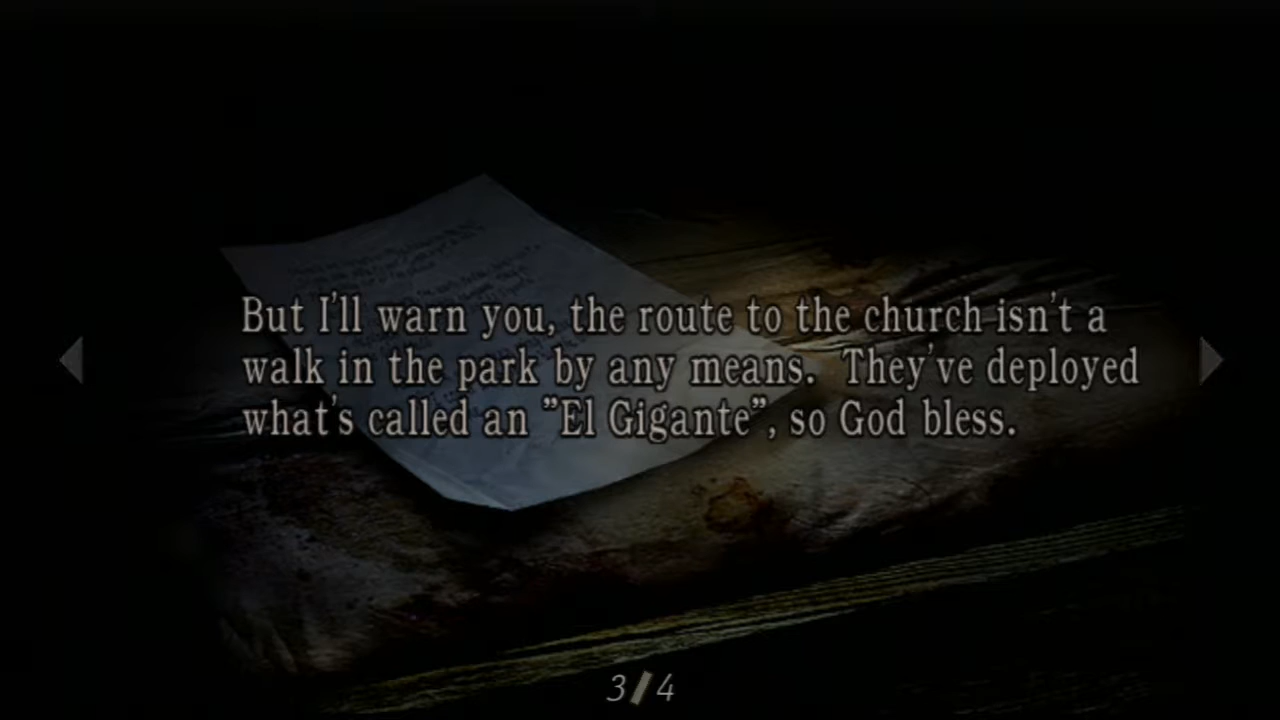 But I'll warn you, the route to the church isn't a
walk in the park by any means.  They've deployed
what's called an "El Gigante", so God bless.
3/4